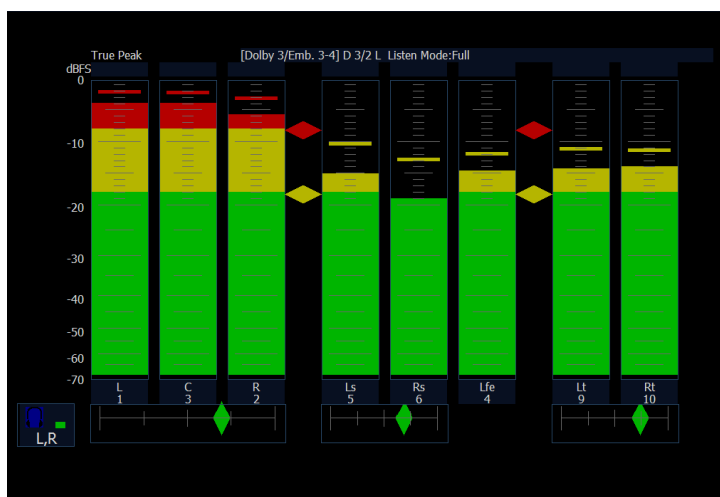 True Peak [Dolby 3/Emb. 3-4] D 3/2 L Listen Mode:Full
dBFS
0
-10
-20
-30
-40
-50
-60
-70
L C R Ls Rs Lfe Lt Rt
1 3 2 5 6 4 9 10
L,R